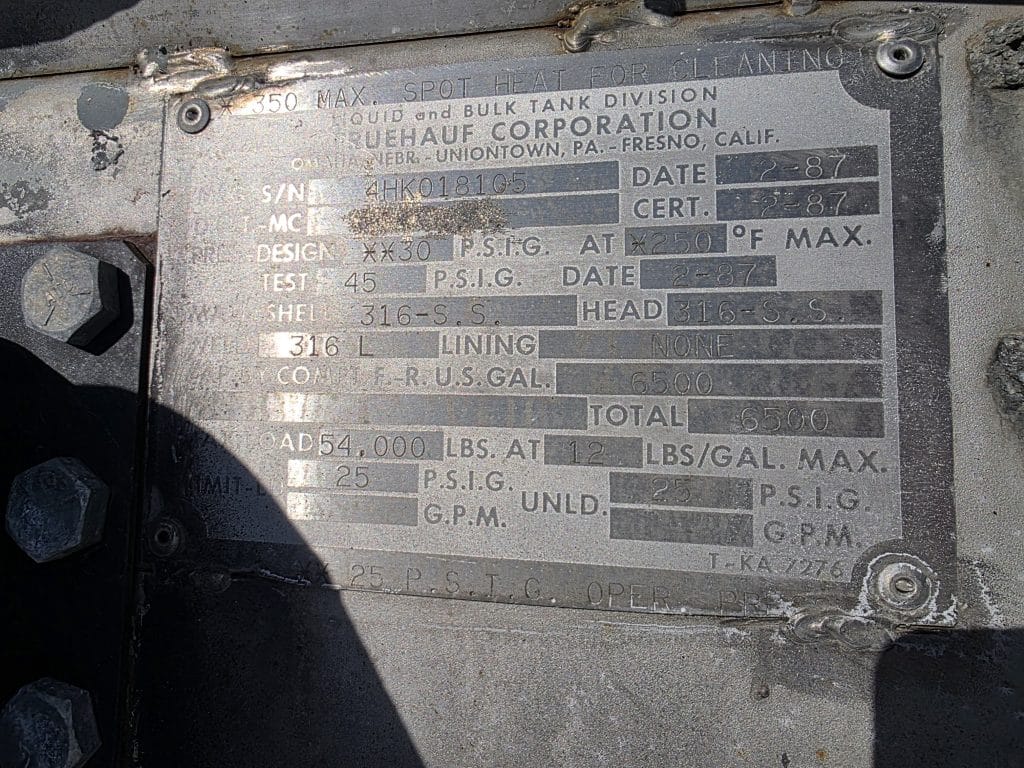 * 350 MAX. SPOT HEAT FOR CLEANING
LIQUID and BULK TANK DIVISION
FRUEHAUF CORPORATION
OMAHA, NEBR.- UNIONTOWN, PA.- FRESNO, CALIF.
S/N 4HK018105 DATE 2-87
-MC CERT. 2-87
DESIGN **30 P.S.I.G. AT *250 °F MAX.
TEST 45 P.S.I.G. DATE 2-87
SHELL 316-S.S. HEAD 316-S.S.
316 L LINING NONE
F.-R. U.S. GAL. 6500
TOTAL 6500
LOAD 54,000 LBS. AT 12 LBS/GAL. MAX.
LIMIT- 25 P.S.I.G. UNLD. 25 P.S.I.G.
G.P.M. G.P.M.
T-KA 7276
25 P.S.I.G. OPER. PR